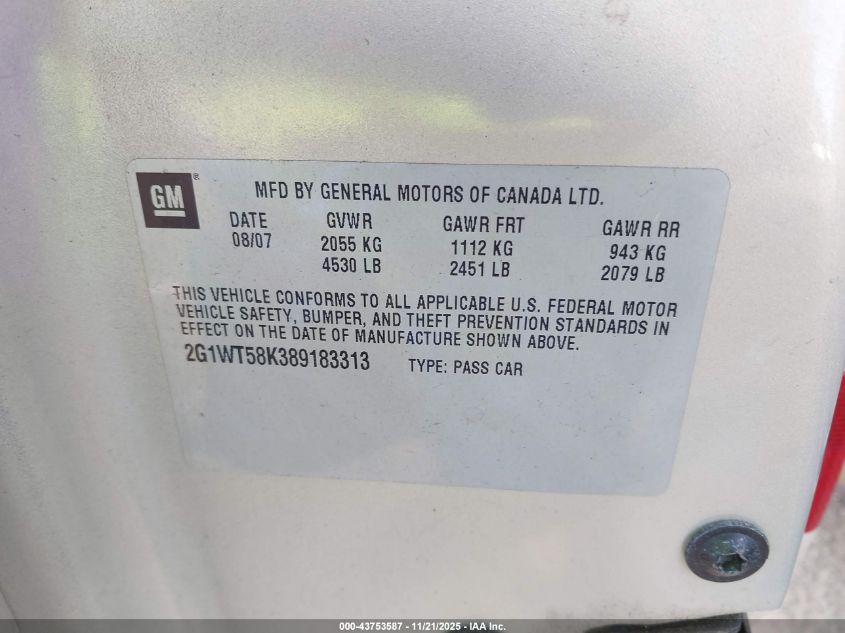 GM ®
MFD BY GENERAL MOTORS OF CANADA LTD.
DATE GVWR GAWR FRT GAWR RR
08/07 2055 KG 1112 KG 943 KG
4530 LB 2451 LB 2079 LB
THIS VEHICLE CONFORMS TO ALL APPLICABLE U.S. FEDERAL MOTOR
VEHICLE SAFETY, BUMPER, AND THEFT PREVENTION STANDARDS IN
EFFECT ON THE DATE OF MANUFACTURE SHOWN ABOVE.
2G1WT58K389183313 TYPE: PASS CAR
000-43753587 - 11/21/2025 - IAA Inc.